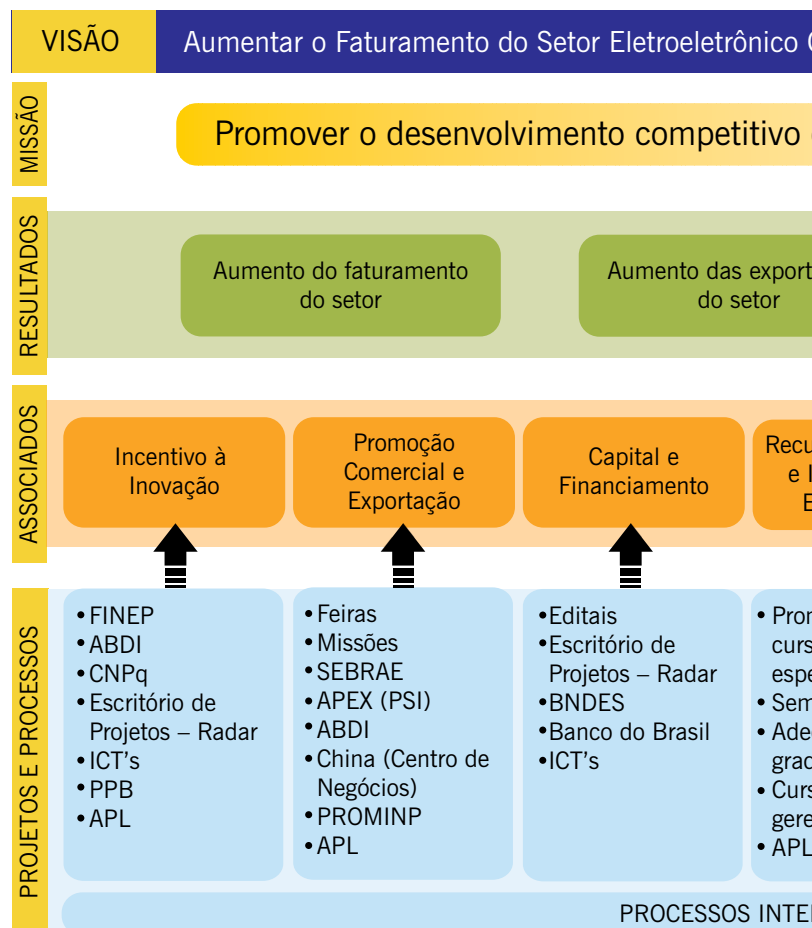 VISÃO
Aumentar o Faturamento do Setor Eletroeletrônico
MISSÃO
Promover o desenvolvimento competitivo
RESULTADOS
Aumento do faturamento
do setor
Aumento das
do setor
ASSOCIADOS
Incentivo à
Inovação
Promoção
Comercial e
Exportação
Capital e
Financiamento
e
PROJETOS E PROCESSOS
• FINEP
• ABDI
• CNPq
• Escritório de
Projetos – Radar
• ICT's
• PPB
• APL
• Feiras
• Missões
• SEBRAE
• APEX (PSI)
• ABDI
• China (Centro de
Negócios)
• PROMINP
• APL
• Editais
• Escritório de
Projetos – Radar
• BNDES
• Banco do Brasil
• ICT's
• APL
PROCESSOS